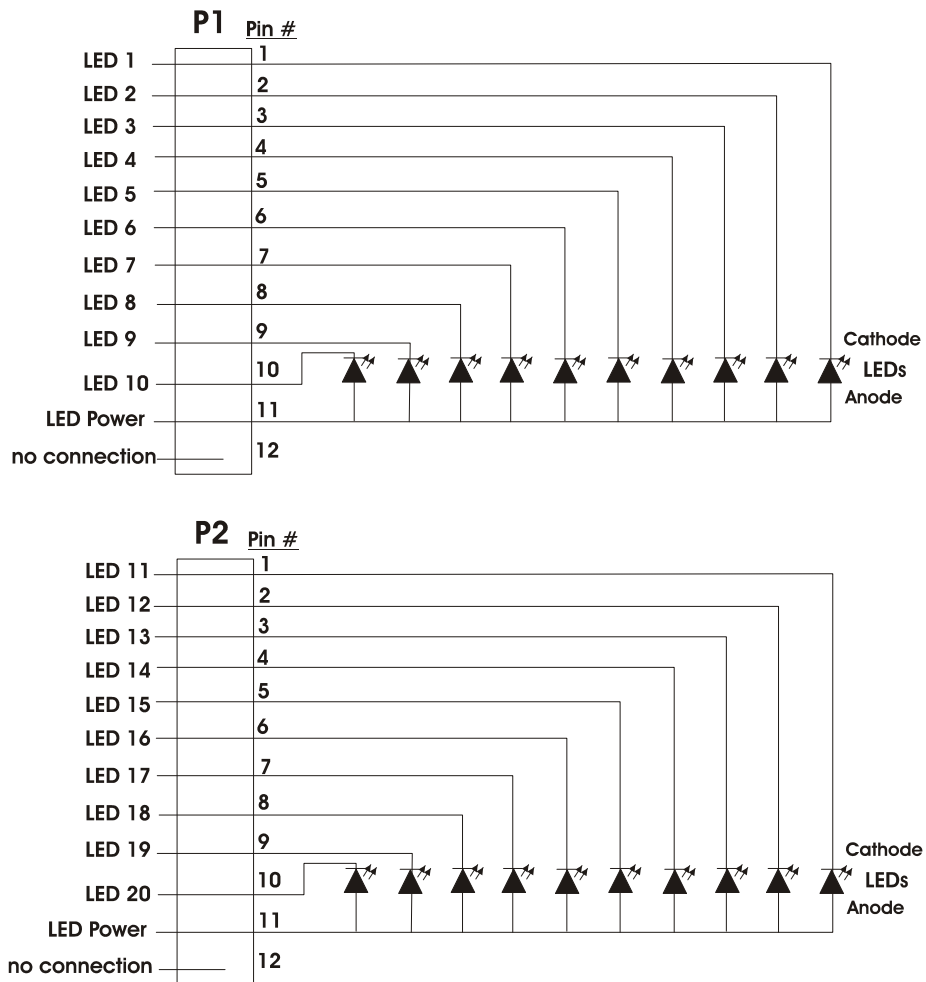 P1 Pin #
LED 1 1
LED 2 2
LED 3 3
LED 4 4
LED 5 5
LED 6 6
LED 7 7
LED 8 8
LED 9 9
Cathode
LED 10 10
LEDs
Anode
LED Power 11
no connection 12
P2 Pin #
LED 11 1
LED 12 2
LED 13 3
LED 14 4
LED 15 5
LED 16 6
LED 17 7
LED 18 8
LED 19 9
Cathode
LED 20 10
LEDs
Anode
LED Power 11
no connection 12